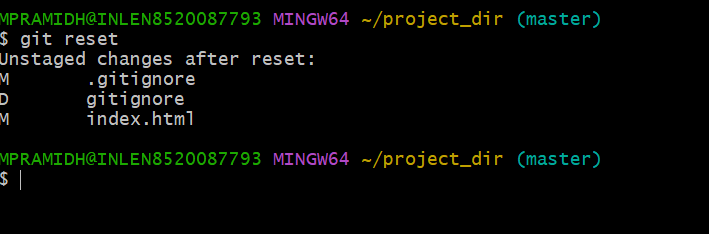 MPRAMIDH@INLEN8520087793 MINGW64 ~/project_dir (master)
$ git reset
Unstaged changes after reset:
M       .gitignore
D       gitignore
M       index.html
MPRAMIDH@INLEN8520087793 MINGW64 ~/project_dir (master)
$